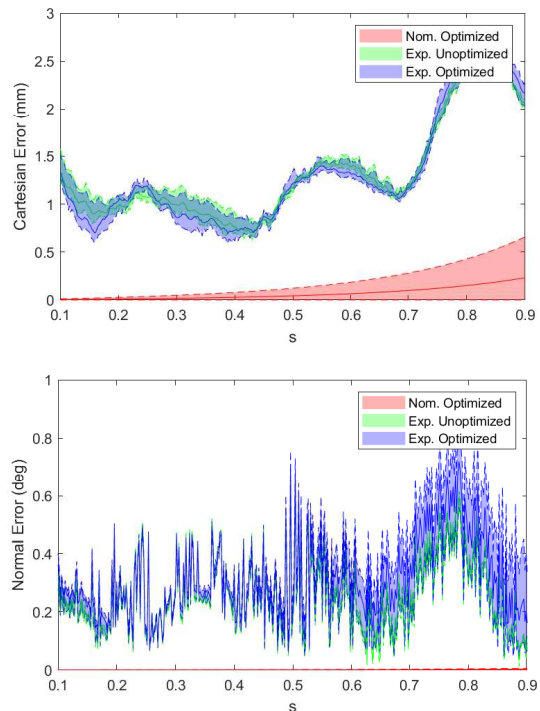 3
2.5
2
1.5
1
0.5
0
Cartesian Error (mm)
Nom. Optimized
Exp. Unoptimized
Exp. Optimized
0.1 0.2 0.3 0.4 0.5 0.6 0.7 0.8 0.9
s
1
0.8
0.6
0.4
0.2
0
Normal Error (deg)
Nom. Optimized
Exp. Unoptimized
Exp. Optimized
0.1 0.2 0.3 0.4 0.5 0.6 0.7 0.8 0.9
s